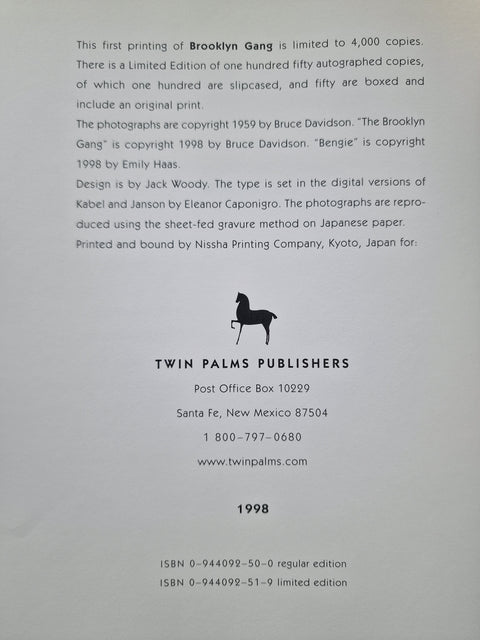 This first printing of Brooklyn Gang is limited to 4,000 copies.
There is a Limited Edition of one hundred fifty autographed copies,
of which one hundred are slipcased, and fifty are boxed and
include an original print.
The photographs are copyright 1959 by Bruce Davidson. "The Brooklyn
Gang" is copyright 1998 by Bruce Davidson. "Bengie" is copyright
1998 by Emily Haas.
Design is by Jack Woody. The type is set in the digital versions of
Kabel and Janson by Eleanor Caponigro. The photographs are repro-
duced using the sheet-fed gravure method on Japanese paper.
Printed and bound by Nissha Printing Company, Kyoto, Japan for:
TWIN PALMS PUBLISHERS
Post Office Box 10229
Santa Fe, New Mexico 87504
1 800-797-0680
www.twinpalms.com
1998
ISBN 0-944092-50-0 regular edition
ISBN 0-944092-51-9 limited edition